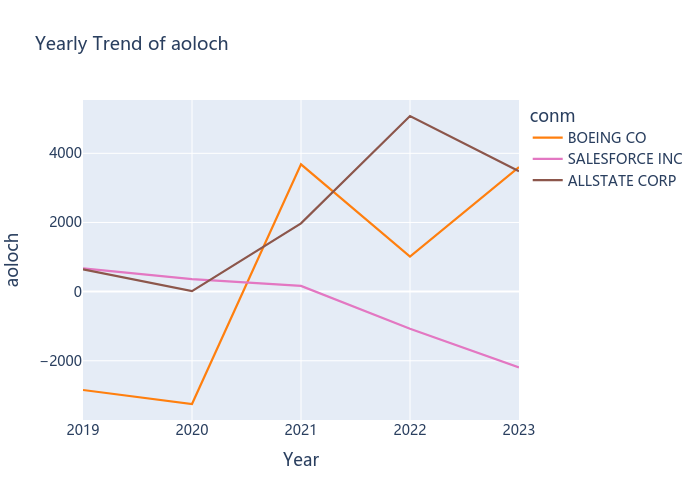 Yearly Trend of aoloch
conm
BOEING CO
SALESFORCE INC
ALLSTATE CORP
aoloch
4000
2000
0
−2000
2019 2020 2021 2022 2023
Year